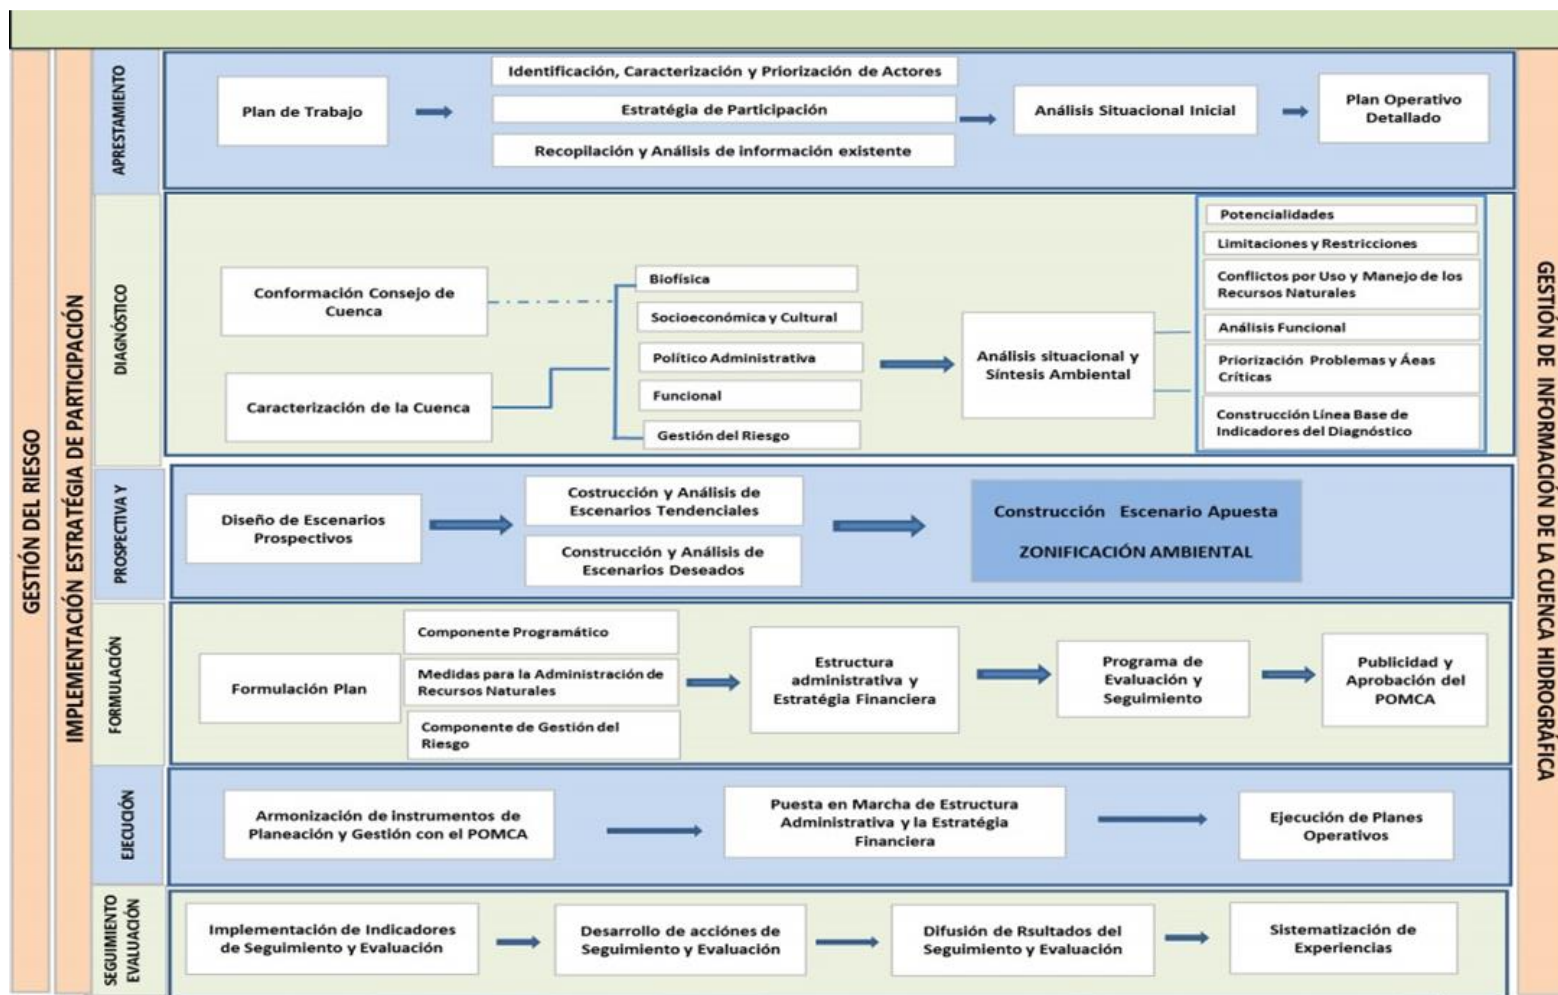 GESTIÓN DEL RIESGO
IMPLEMENTACIÓN ESTRATÉGIA DE PARTICIPACIÓN
APRESTAMIENTO
Plan de Trabajo
Identificación, Caracterización y Priorización de Actores
Estratégia de Participación
Recopilación y Análisis de información existente
Análisis Situacional Inicial
Plan Operativo
Detallado
DIAGNÓSTICO
Conformación Consejo de
Cuenca
Caracterización de la Cuenca
Biofísica
Socioeconómica y Cultural
Político Administrativa
Funcional
Gestión del Riesgo
Análisis situacional y
Síntesis Ambiental
Potencialidades
Limitaciones y Restricciones
Conflictos por Uso y Manejo de los
Recursos Naturales
Análisis Funcional
Priorización Problemas y Áeas
Críticas
Construcción Línea Base de
Indicadores del Diagnóstico
PROSPECTIVA Y
Diseño de Escenarios
Prospectivos
Costrucción y Análisis de
Escenarios Tendenciales
Construcción y Análisis de
Escenarios Deseados
Construcción Escenario Apuesta
ZONIFICACIÓN AMBIENTAL
FORMULACIÓN
Formulación Plan
Componente Programático
Medidas para la Administración de
Recursos Naturales
Componente de Gestión del
Riesgo
Estructura
administrativa y
Estratégia Financiera
Programa de
Evaluación y
Seguimiento
Publicidad y
Aprobación del
POMCA
EJECUCIÓN
Armonización de instrumentos de
Planeación y Gestión con el POMCA
Puesta en Marcha de Estructura
Administrativa y la Estratégia
Financiera
Ejecución de Planes
Operativos
SEGUIMIENTO
EVALUACIÓN
Implementación de Indicadores
de Seguimiento y Evaluación
Desarrollo de acciónes de
Seguimiento y Evaluación
Difusión de Rsultados del
Seguimiento y Evaluación
Sistematización de
Experiencias
GESTIÓN DE INFORMACIÓN DE LA CUENCA HIDROGRÁFICA